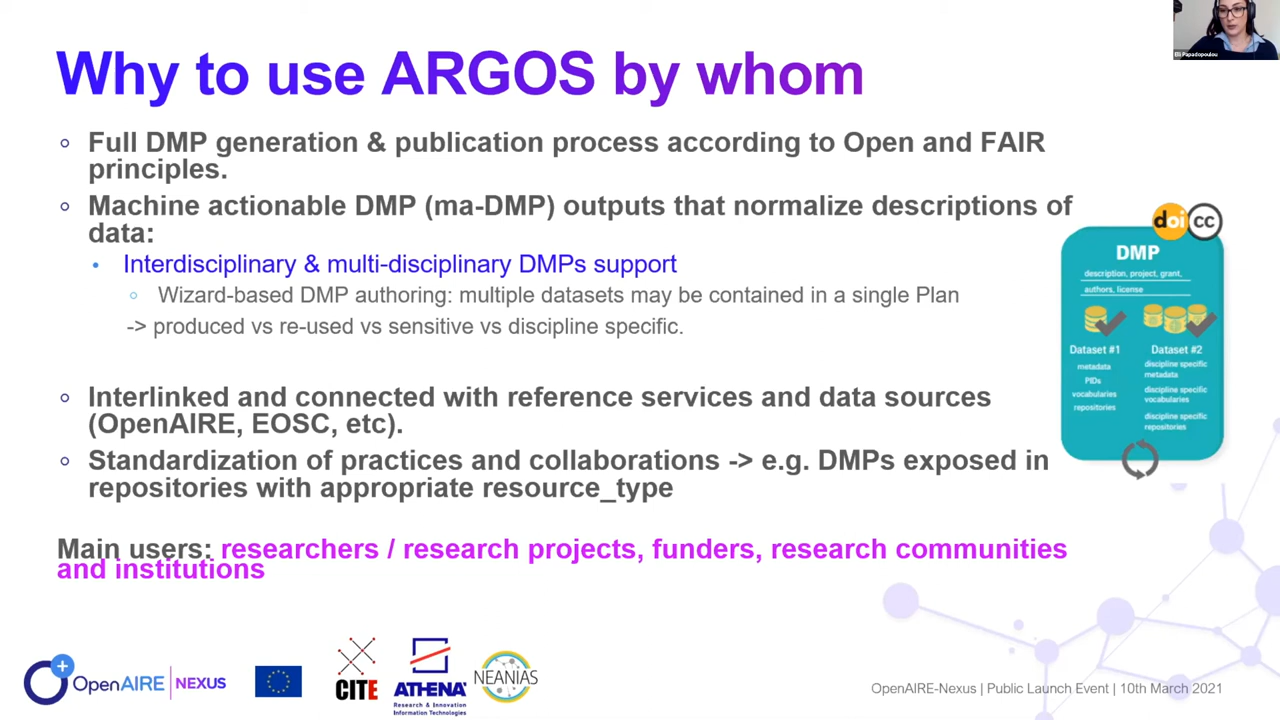 Elli Papadopoulou
Why to use ARGOS by whom
Full DMP generation & publication process according to Open and FAIR
principles.
Machine actionable DMP (ma-DMP) outputs that normalize descriptions of
data:
Interdisciplinary & multi-disciplinary DMPs support
Wizard-based DMP authoring: multiple datasets may be contained in a single Plan
-> produced vs re-used vs sensitive vs discipline specific.
Interlinked and connected with reference services and data sources
(OpenAIRE, EOSC, etc).
Standardization of practices and collaborations -> e.g. DMPs exposed in
repositories with appropriate resource_type
Main users: researchers / research projects, funders, research communities
and institutions
doi cc
DMP
description, project, grant,
authors, license
Dataset #1
metadata
PIDs
vocabularies
repositories
Dataset #2
discipline specific
metadata
discipline specific
vocabularies
discipline specific
repositories
OpenAIRE | NEXUS
CITE
ATHENA
Research & Innovation
Information Technologies
NEANIAS
OpenAIRE-Nexus | Public Launch Event | 10th March 2021